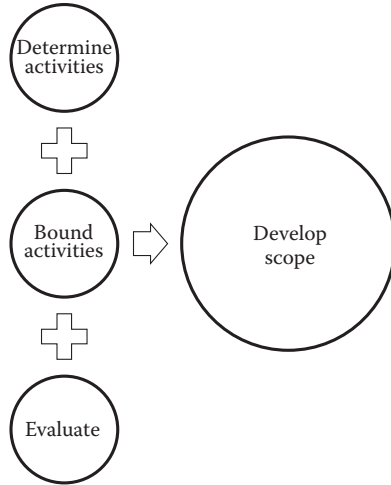 Determine
activities
Bound
activities
Develop
scope
Evaluate